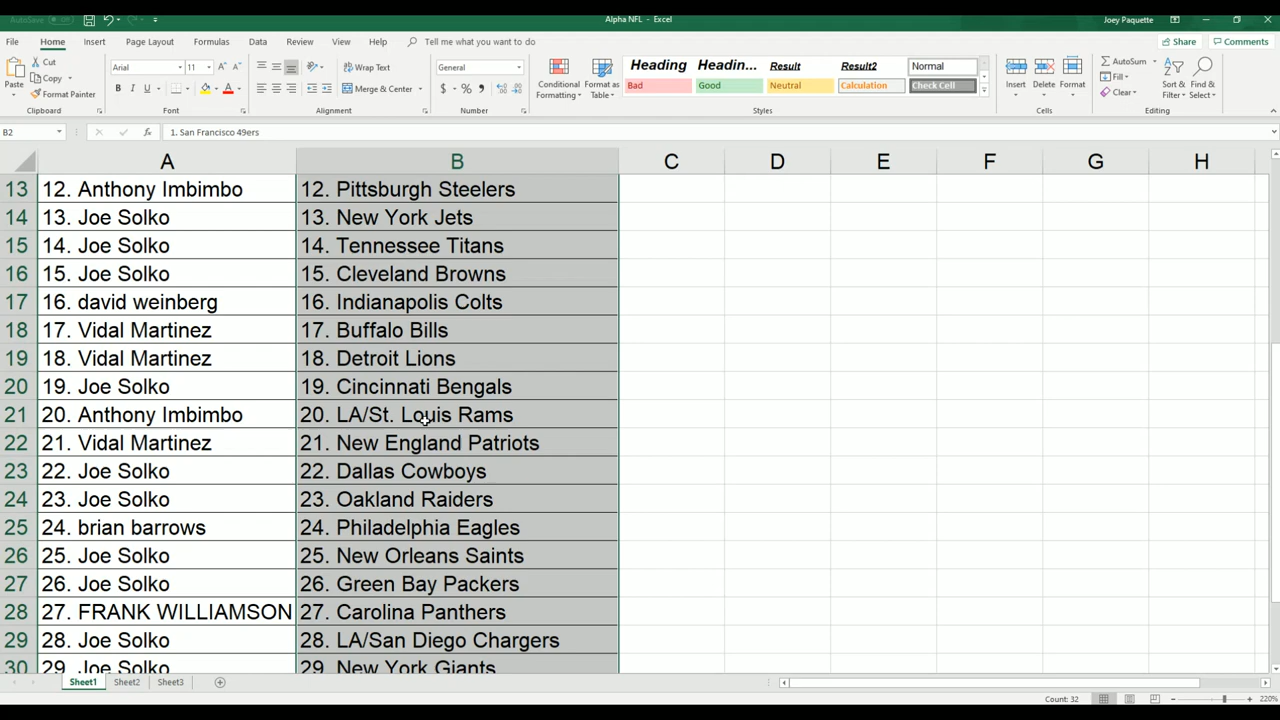 AutoSave Off
Alpha NFL - Excel
Joey Paquette
File Home Insert Page Layout Formulas Data Review View Help Tell me what you want to do
Share Comments
Paste
Cut
Copy
Format Painter
Clipboard
Arial 11
B I U
Font
Wrap Text
Merge & Center
Alignment
General
$ % ,
Number
Conditional Formatting
Format as Table
Heading Headin... Result Result2 Normal
Bad Good Neutral Calculation Check Cell
Styles
Insert Delete Format
Cells
AutoSum
Fill
Clear
Sort & Filter
Find & Select
Editing
B2
fx
1. San Francisco 49ers
A B C D E F G H
13 12. Anthony Imbimbo 12. Pittsburgh Steelers
14 13. Joe Solko 13. New York Jets
15 14. Joe Solko 14. Tennessee Titans
16 15. Joe Solko 15. Cleveland Browns
17 16. david weinberg 16. Indianapolis Colts
18 17. Vidal Martinez 17. Buffalo Bills
19 18. Vidal Martinez 18. Detroit Lions
20 19. Joe Solko 19. Cincinnati Bengals
21 20. Anthony Imbimbo 20. LA/St. Louis Rams
22 21. Vidal Martinez 21. New England Patriots
23 22. Joe Solko 22. Dallas Cowboys
24 23. Joe Solko 23. Oakland Raiders
25 24. brian barrows 24. Philadelphia Eagles
26 25. Joe Solko 25. New Orleans Saints
27 26. Joe Solko 26. Green Bay Packers
28 27. FRANK WILLIAMSON 27. Carolina Panthers
29 28. Joe Solko 28. LA/San Diego Chargers
30 29. Joe Solko 29. New York Giants
Sheet1 Sheet2 Sheet3
Count: 32
220%